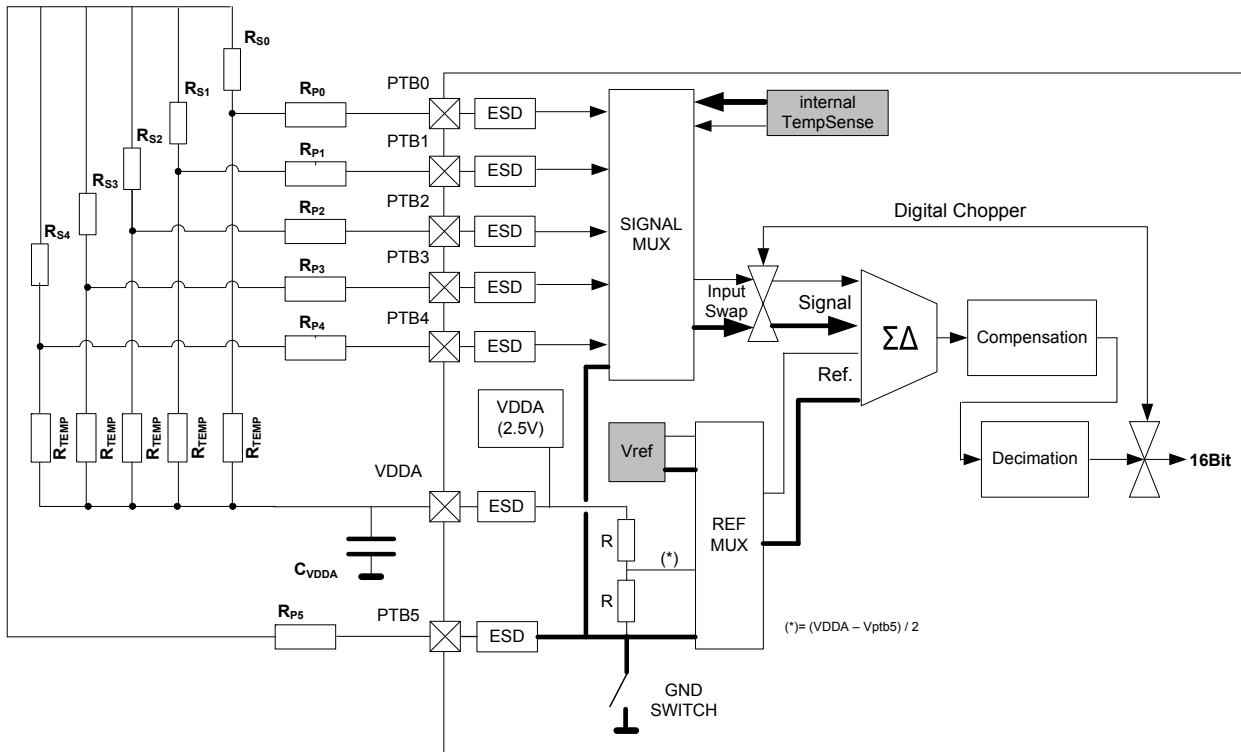 RS0
RP0
PTB0
ESD
internal
TempSense
RS1
RP1
PTB1
ESD
RS2
RP2
PTB2
ESD
SIGNAL
MUX
Digital Chopper
RS3
RP3
PTB3
ESD
RS4
RP4
PTB4
ESD
Input
Swap
Signal
ΣΔ
Compensation
Ref.
RTEMP
RTEMP
RTEMP
RTEMP
RTEMP
VDDA
(2.5V)
Vref
Decimation
16Bit
VDDA
ESD
R
(*)
REF
MUX
CVDDA
R
RP5
PTB5
ESD
(*)= (VDDA – Vptb5) / 2
GND
SWITCH